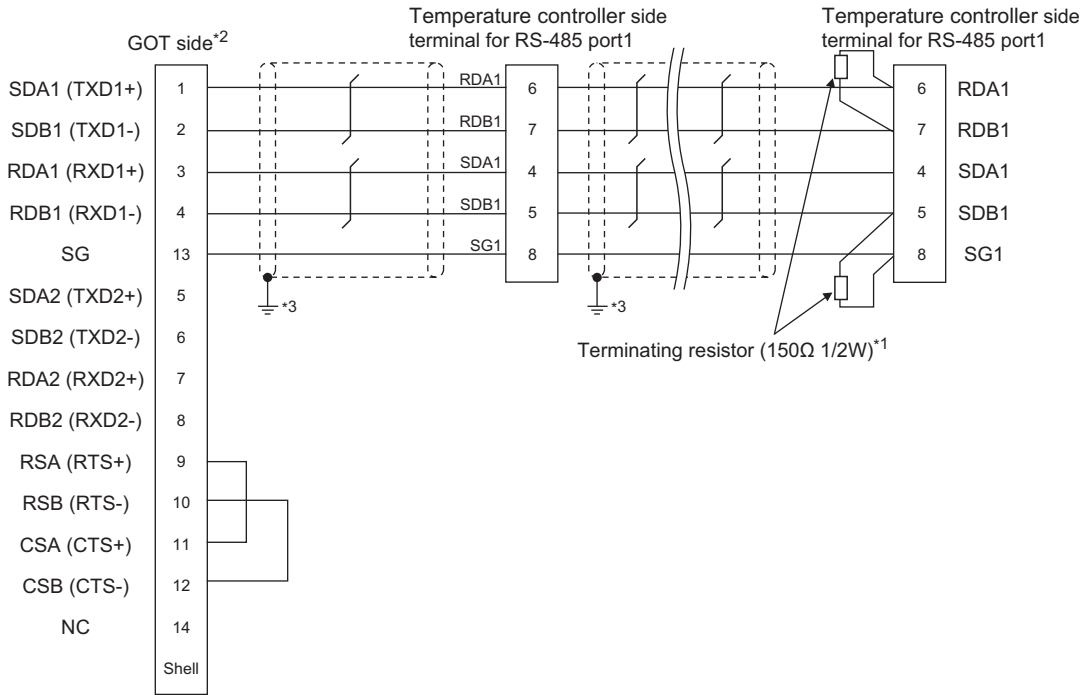 Temperature controller side
terminal for RS-485 port1
Temperature controller side
terminal for RS-485 port1
GOT side*2
SDA1 (TXD1+) 1 RDA1 6 6 RDA1
SDB1 (TXD1-) 2 RDB1 7 7 RDB1
RDA1 (RXD1+) 3 SDA1 4 4 SDA1
RDB1 (RXD1-) 4 SDB1 5 5 SDB1
SG 13 SG1 8 8 SG1
SDA2 (TXD2+) 5
*3
*3
SDB2 (TXD2-) 6
Terminating resistor (150Ω 1/2W)*1
RDA2 (RXD2+) 7
RDB2 (RXD2-) 8
RSA (RTS+) 9
RSB (RTS-) 10
CSA (CTS+) 11
CSB (CTS-) 12
NC 14
Shell